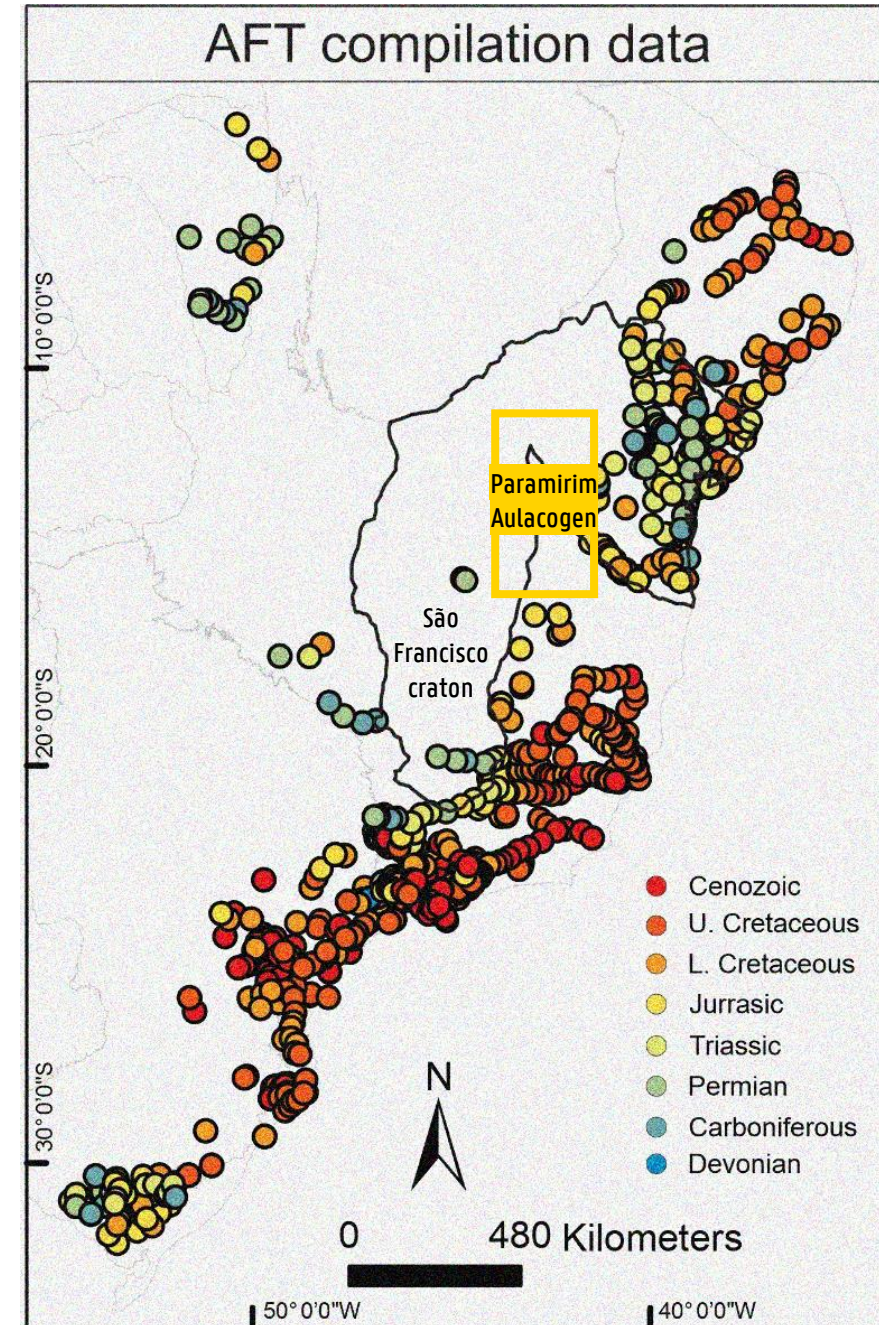 AFT compilation data
10°0'0"S
Paramirim
Aulacogen
São
Francisco
craton
20°0'0"S
Cenozoic
U. Cretaceous
L. Cretaceous
Jurrasic
Triassic
Permian
Carboniferous
Devonian
N
30°0'0"S
0 480 Kilometers
50°0'0"W 40°0'0"W